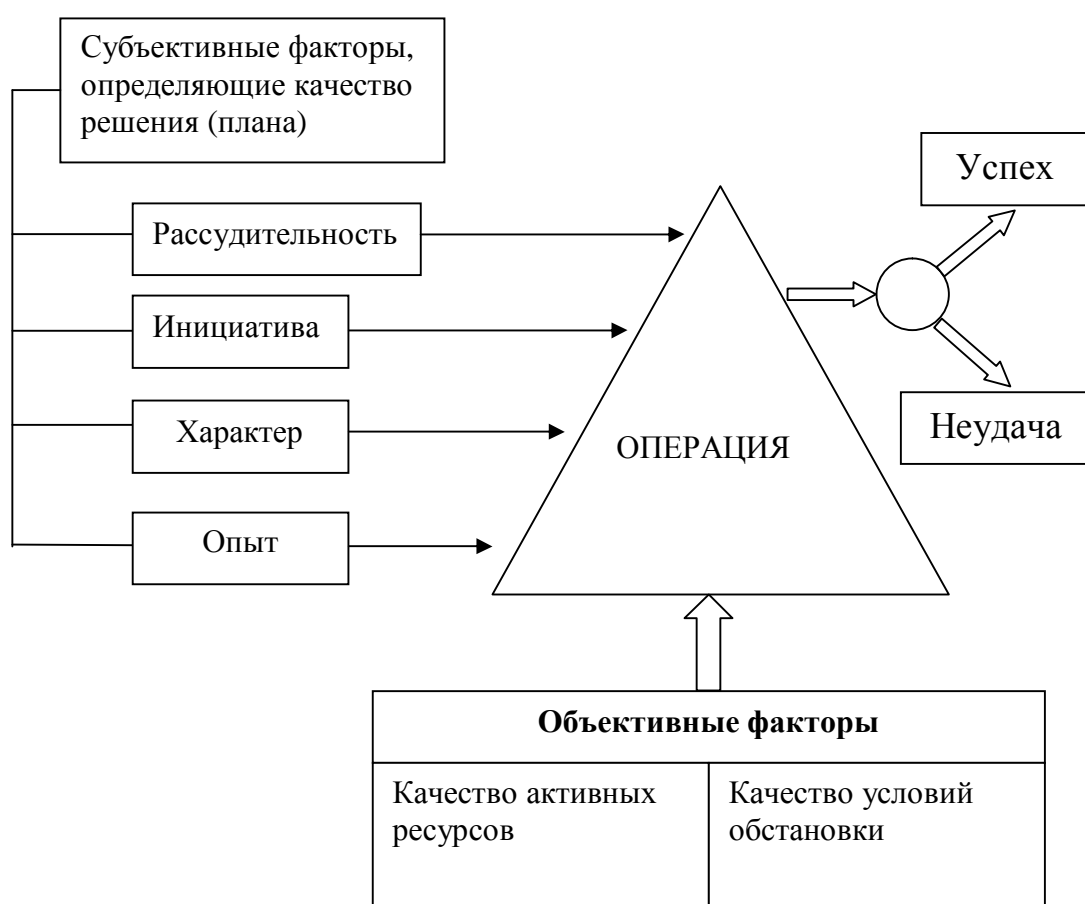 Субъективные факторы,
определяющие качество
решения (плана)
Успех
Рассудительность
Инициатива
Характер
Неудача
ОПЕРАЦИЯ
Опыт
Объективные факторы
Качество активных
ресурсов
Качество условий
обстановки